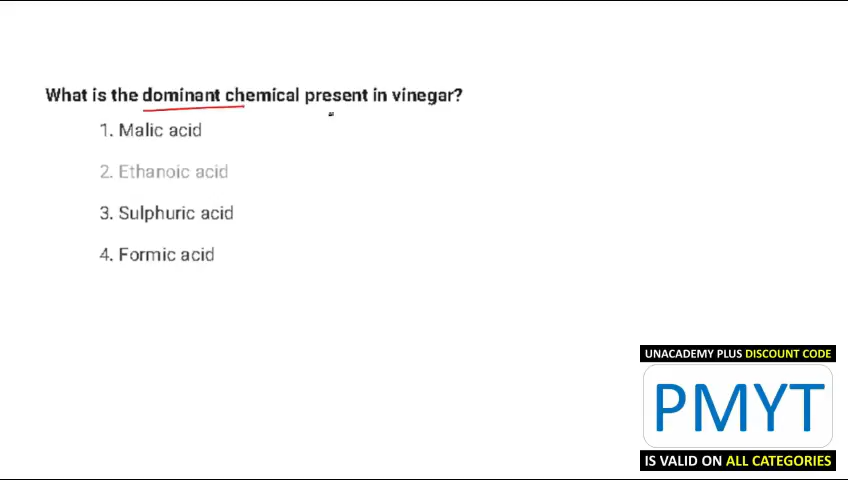 What is the dominant chemical present in vinegar?
1. Malic acid
2. Ethanoic acid
3. Sulphuric acid
4. Formic acid
UNACADEMY PLUS DISCOUNT CODE
PMYT
IS VALID ON ALL CATEGORIES